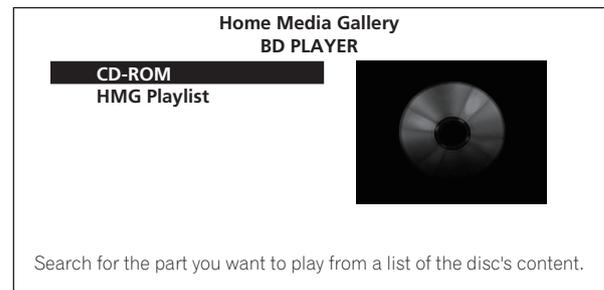 Home Media Gallery
BD PLAYER
CD-ROM
HMG Playlist
Search for the part you want to play from a list of the disc's content.